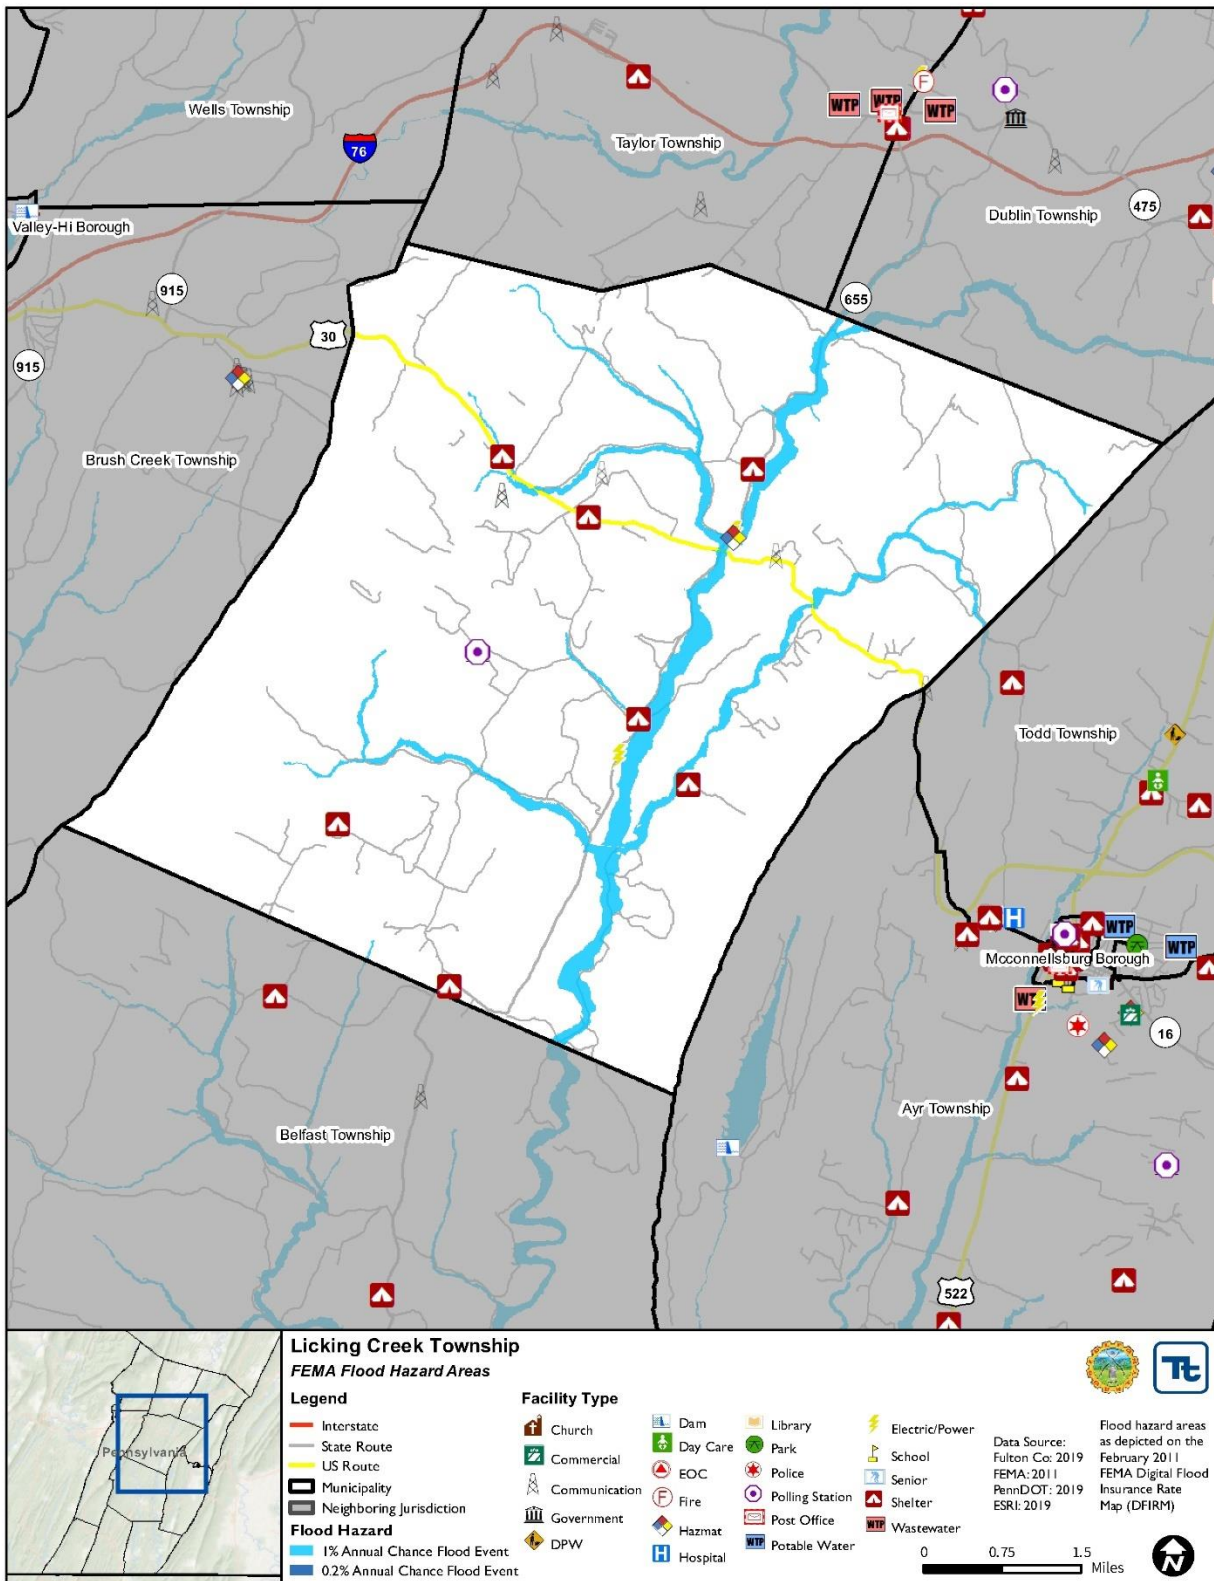 Wells Township
76
Taylor Township
WTP
WTP
WTP
F
Dublin Township
475
Valley-Hi Borough
915
655
30
915
Brush Creek Township
Todd Township
H
WTP
WTP
Mcconnellsburg Borough
16
Ayr Township
Belfast Township
522
Licking Creek Township
FEMA Flood Hazard Areas
Legend
Interstate
State Route
US Route
Municipality
Neighboring Jurisdiction
Flood Hazard
1% Annual Chance Flood Event
0.2% Annual Chance Flood Event
Facility Type
Church
Commercial
Communication
Government
DPW
Dam
Day Care
EOC
F Fire
Hazmat
H Hospital
Library
Park
Police
Polling Station
Post Office
WTP Potable Water
Electric/Power
School
Senior
Shelter
WTP Wastewater
Data Source:
Fulton Co: 2019
FEMA: 2011
PennDOT: 2019
ESRI: 2019
Flood hazard areas
as depicted on the
February 2011
FEMA Digital Flood
Insurance Rate
Map (DFIRM)
Tt
0 0.75 1.5
Miles
N
Pennsylvania